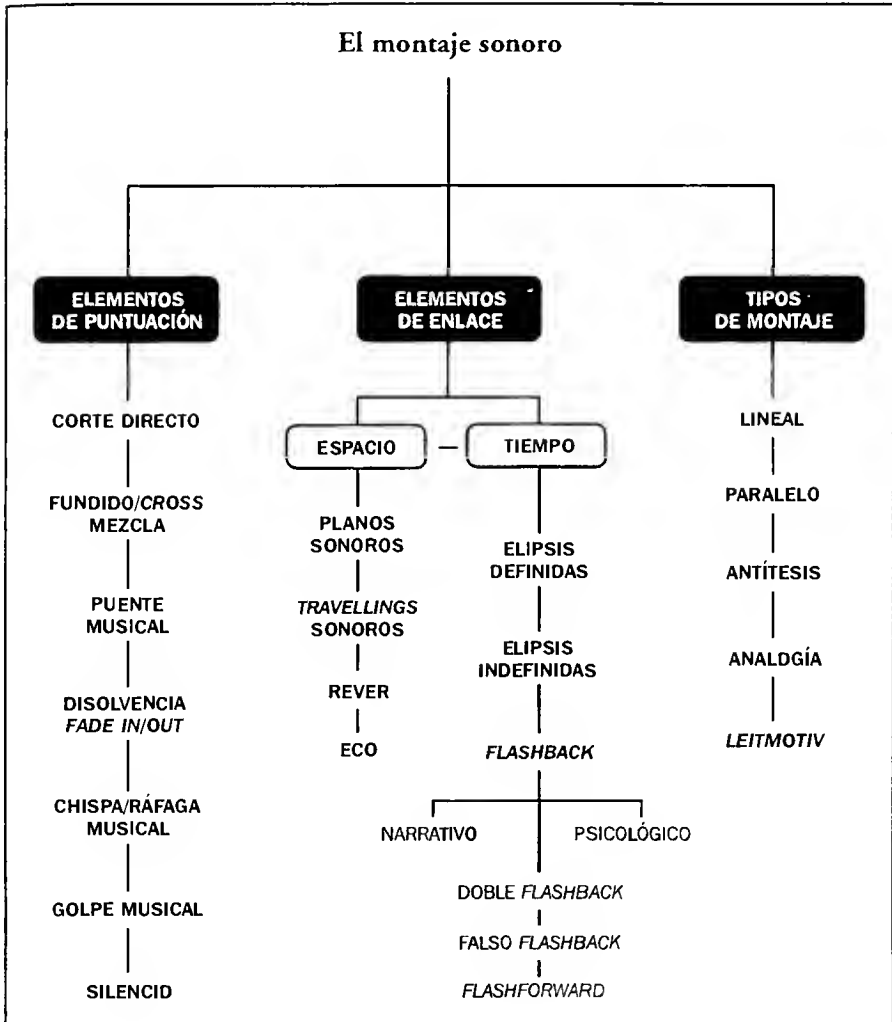 El montaje sonoro
ELEMENTOS
DE PUNTUACIÓN
CORTE DIRECTO
FUNDIDO/CROSS
MEZCLA
PUENTE
MUSICAL
DISOLVENCIA
FADE IN/OUT
CHISPA/RÁFAGA
MUSICAL
GOLPE MUSICAL
SILENCID
ELEMENTOS
DE ENLACE
ESPACIO — TIEMPO
PLANOS
SONOROS
TRAVELLINGS
SONOROS
REVER
ECO
ELIPSIS
DEFINIDAS
ELIPSIS
INDEFINIDAS
FLASHBACK
NARRATIVO
PSICOLÓGICO
DOBLE FLASHBACK
FALSO FLASHBACK
FLASHFORWARD
TIPOS
DE MONTAJE
LINEAL
PARALELO
ANTÍTESIS
ANALDGÍA
LEITMOTIV